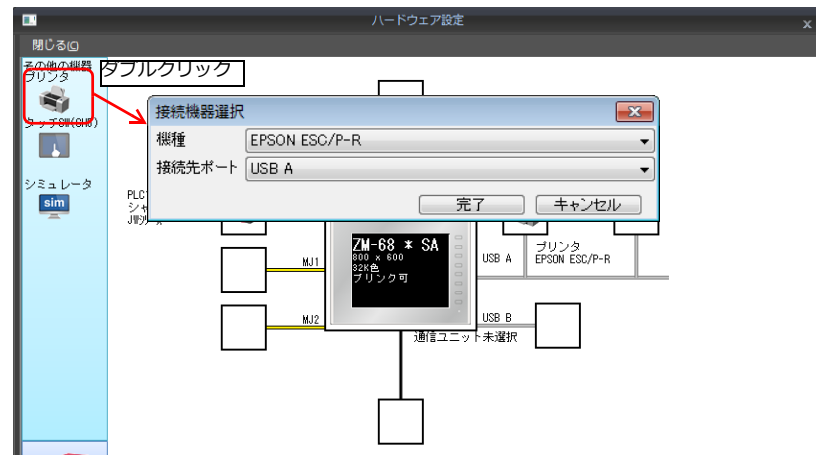 ハードウェア設定
x
閉じる(C)
その他の機器
プリンタ
ダブルクリック
タッチSW(CH5)
シミュレータ
sim
接続機器選択
機種
EPSON ESC/P-R
接続先ポート
USB A
完了
キャンセル
PLC
シャ
MJ1
ZM-68 * SA
800 x 600
32K色
ブリンク可
USB A
プリンタ
EPSON ESC/P-R
MJ2
USB B
通信ユニット未選択